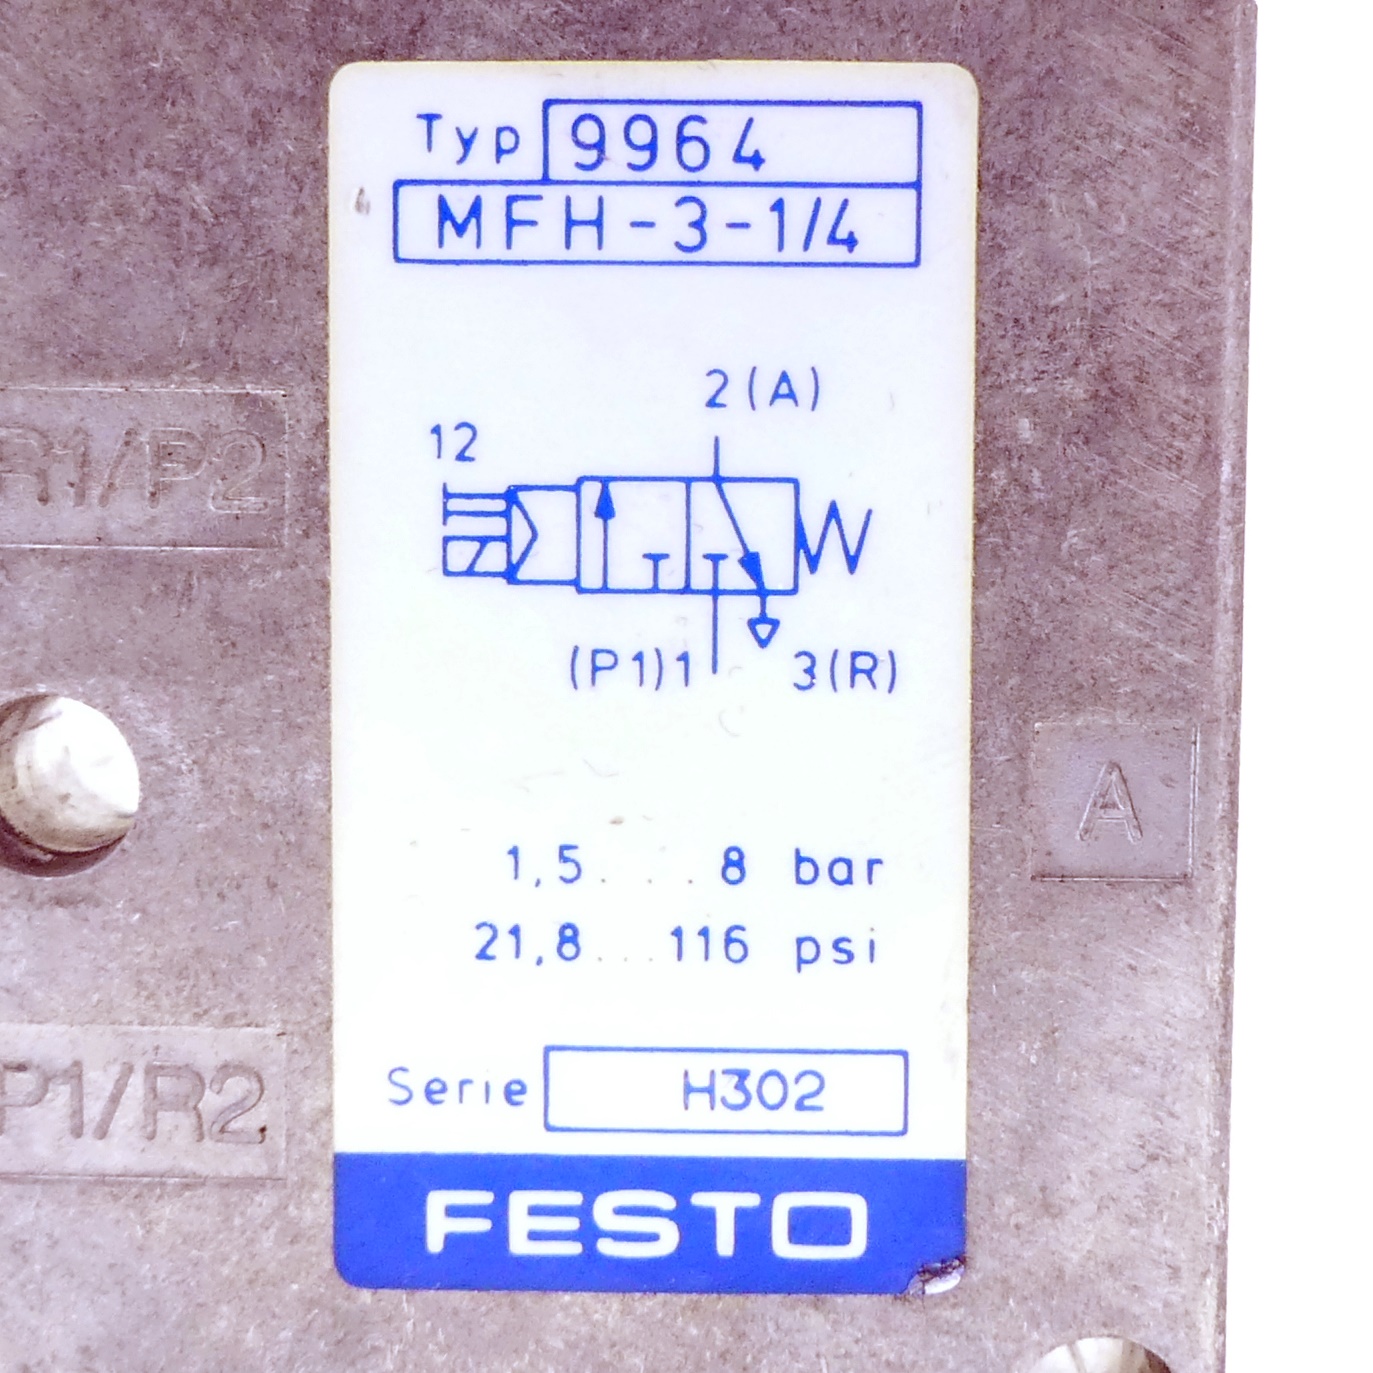 Typ 9964
MFH-3-1/4
2(A)
12
(P1)1 3(R)
R1/P2
A
1,5...8 bar
21,8...116 psi
P1/R2
Serie H302
FESTO